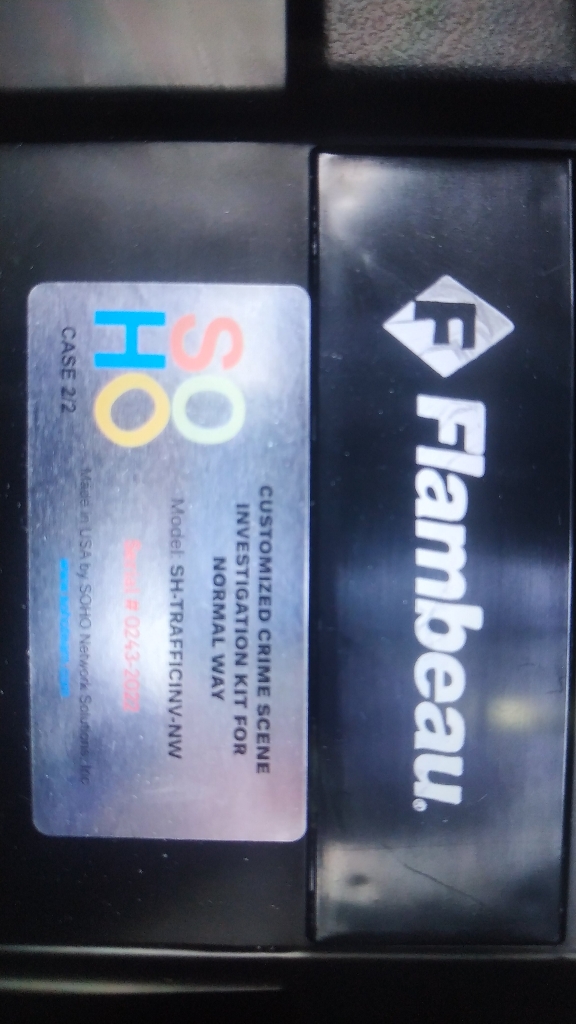 F Flambeau®
SO
HO
CASE 2/2
CUSTOMIZED CRIME SCENE
INVESTIGATION KIT FOR
NORMAL WAY
Model: SH-TRAFFICINV-NW
Serial # 0243-2023
Made in USA by SOHO Network Solutions, Inc